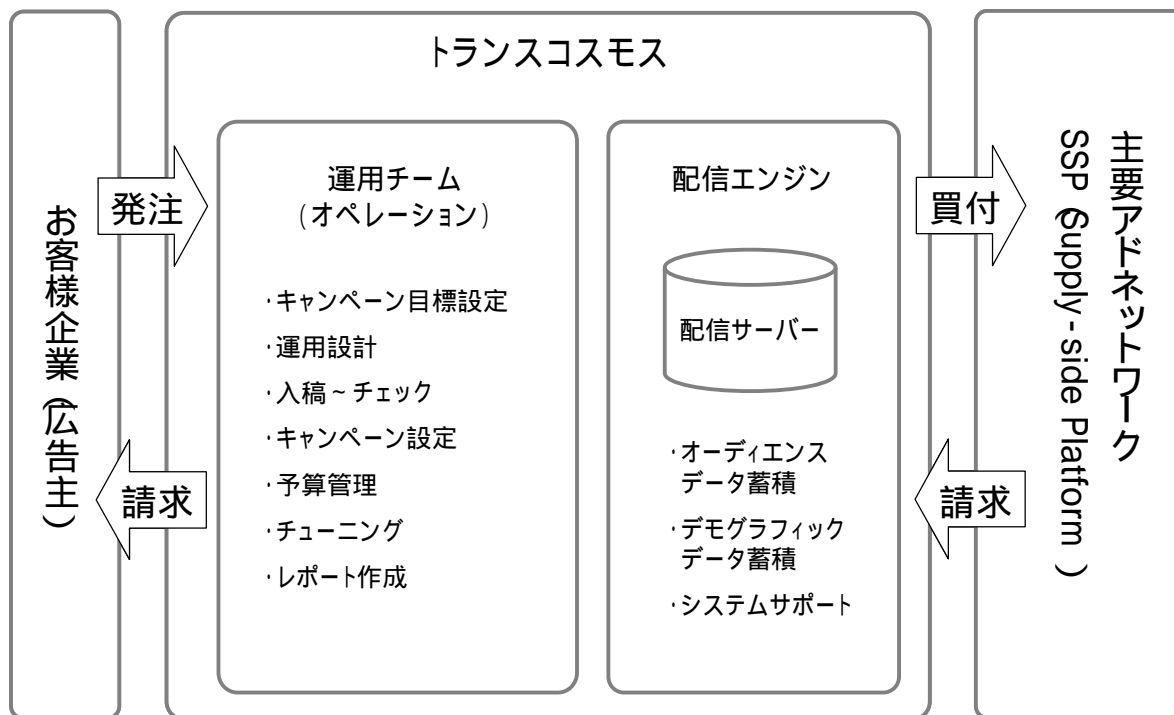 トランスコスモス
お客様企業（広告主）
発注
請求
運用チーム
（オペレーション）
・キャンペーン目標設定
・運用設計
・入稿～チェック
・キャンペーン設定
・予算管理
・チューニング
・レポート作成
配信エンジン
配信サーバー
・オーディエンス
データ蓄積
・デモグラフィック
データ蓄積
・システムサポート
買付
請求
主要アドネットワーク
SSP（Supply-side Platform）